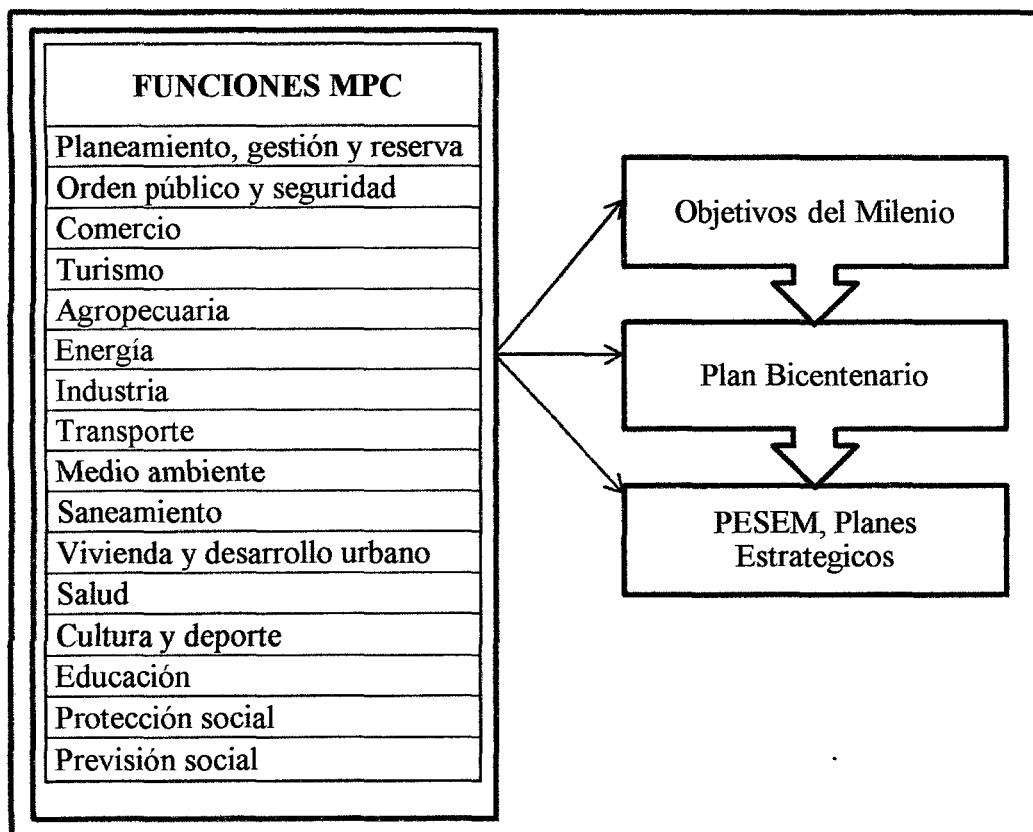 FUNCIONES MPC
Planeamiento, gestión y reserva
Orden público y seguridad
Comercio
Turismo
Agropecuaria
Energía
Industria
Transporte
Medio ambiente
Saneamiento
Vivienda y desarrollo urbano
Salud
Cultura y deporte
Educación
Protección social
Previsión social
Objetivos del Milenio
Plan Bicentenario
PESEM, Planes
Estrategicos